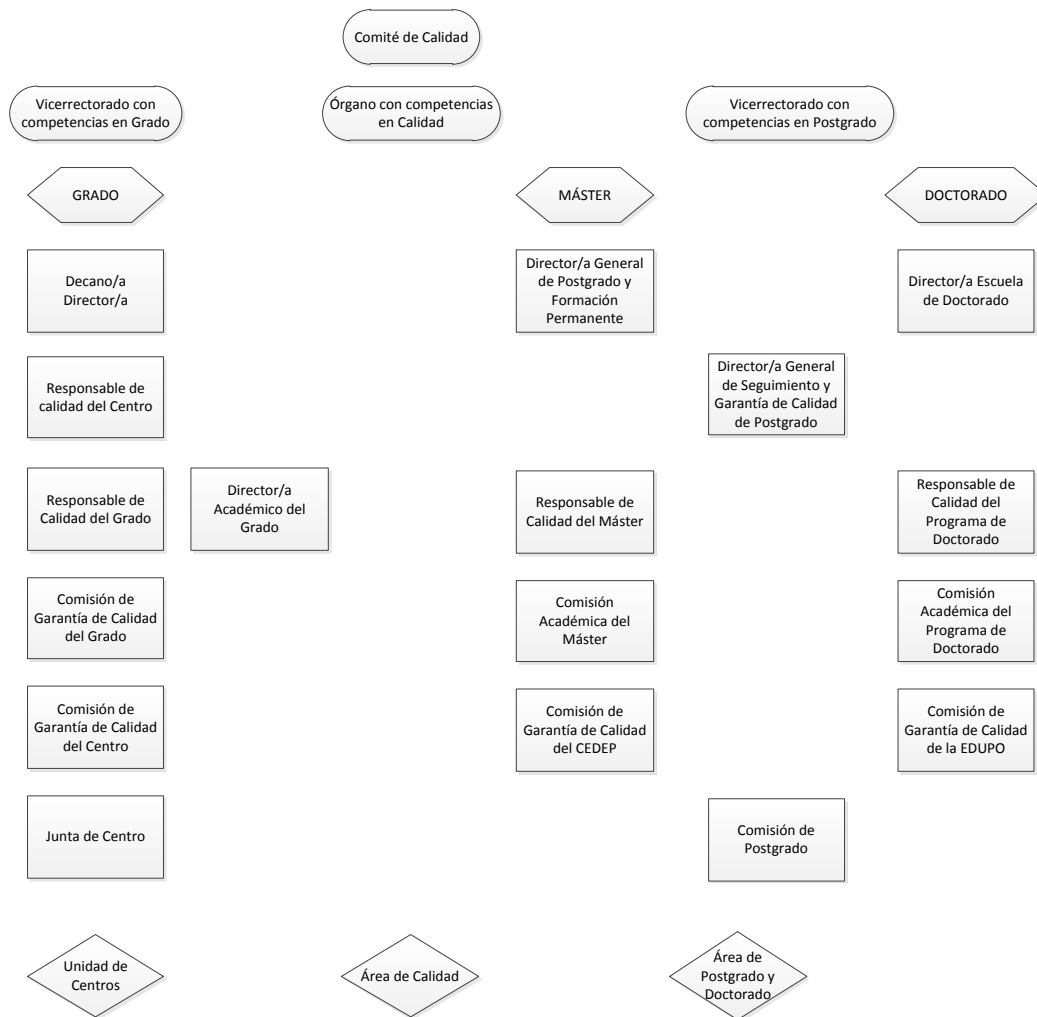 Comité de Calidad
Vicerrectorado con
competencias en Grado
Órgano con competencias
en Calidad
Vicerrectorado con
competencias en Postgrado
GRADO
MÁSTER
DOCTORADO
Decano/a
Director/a
Director/a General
de Postgrado y
Formación
Permanente
Director/a Escuela
de Doctorado
Responsable de
calidad del Centro
Director/a General
de Seguimiento y
Garantía de Calidad
de Postgrado
Responsable de
Calidad del Grado
Director/a
Académico del
Grado
Responsable de
Calidad del Máster
Responsable de
Calidad del
Programa de
Doctorado
Comisión de
Garantía de Calidad
del Grado
Comisión
Académica del
Máster
Comisión
Académica del
Programa de
Doctorado
Comisión de
Garantía de Calidad
del Centro
Comisión de
Garantía de Calidad
del CEDEP
Comisión de
Garantía de Calidad
de la EDUPO
Junta de Centro
Comisión de
Postgrado
Unidad de
Centros
Área de Calidad
Área de
Postgrado y
Doctorado